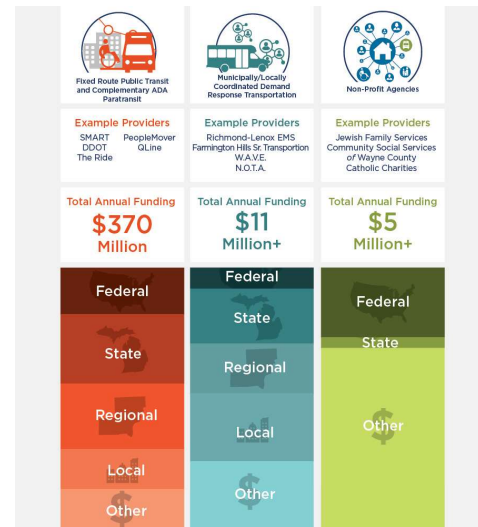 Fixed Route Public Transit
and Complementary ADA
Paratransit
Municipally/Locally
Coordinated Demand
Response Transportation
Non-Profit Agencies
Example Providers
SMART PeopleMover
DDOT QLine
The Ride
Example Providers
Richmond-Lenox EMS
Farmington Hills Sr. Transportion
W.A.V.E.
N.O.T.A.
Example Providers
Jewish Family Services
Community Social Services
of Wayne County
Catholic Charities
Total Annual Funding
$370
Million
Total Annual Funding
$11
Million+
Total Annual Funding
$5
Million+
Federal
State
Regional
Local
Other
Federal
State
Regional
Local
Other
Federal
State
Other